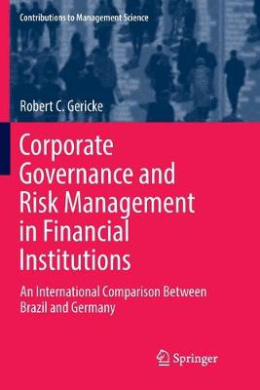 Contributions to Management Science
Robert C. Gericke
Corporate
Governance and
Risk Management
in Financial
Institutions
An International Comparison Between
Brazil and Germany
Springer